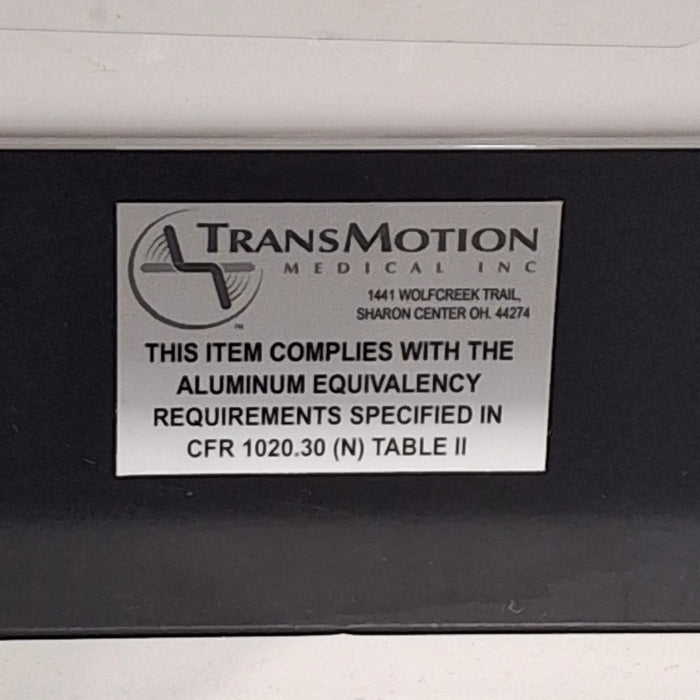 TRANSMOTION
MEDICAL INC
1441 WOLFCREEK TRAIL,
SHARON CENTER OH. 44274
TM
THIS ITEM COMPLIES WITH THE
ALUMINUM EQUIVALENCY
REQUIREMENTS SPECIFIED IN
CFR 1020.30 (N) TABLE II